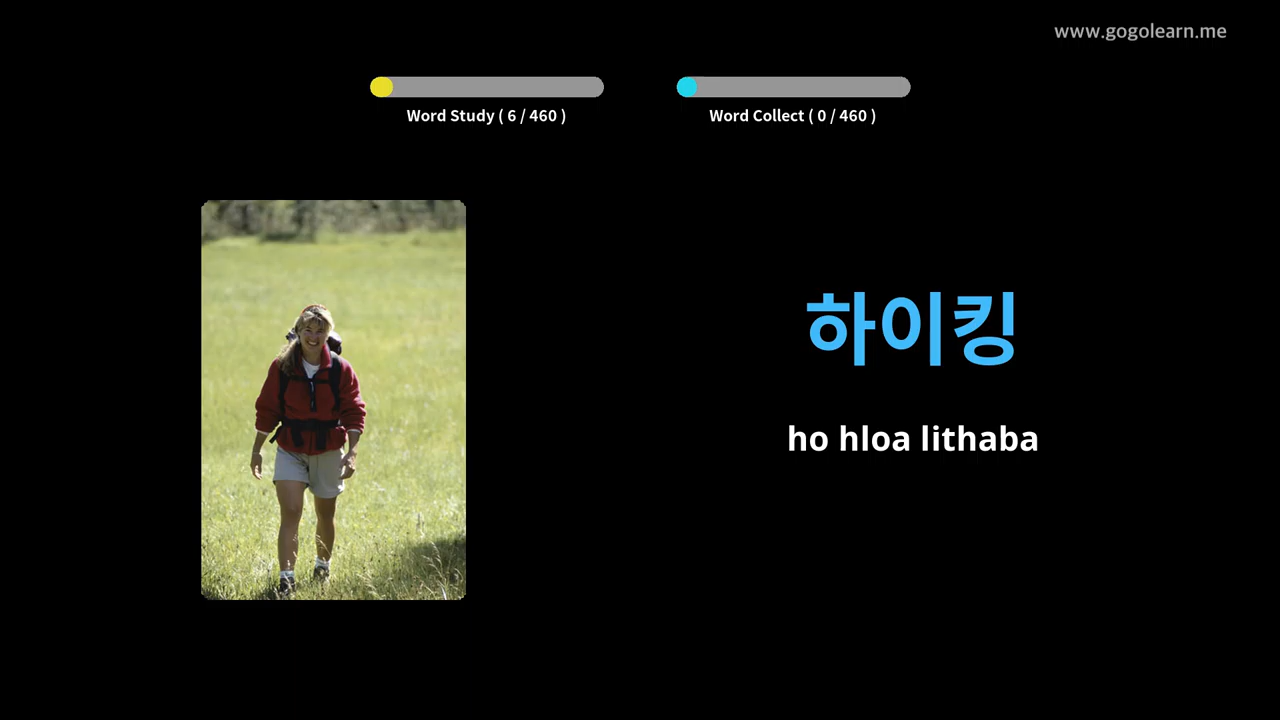 www.gogolearn.me
Word Study ( 6 / 460 )
Word Collect ( 0 / 460 )
하이킹
ho hloa lithaba